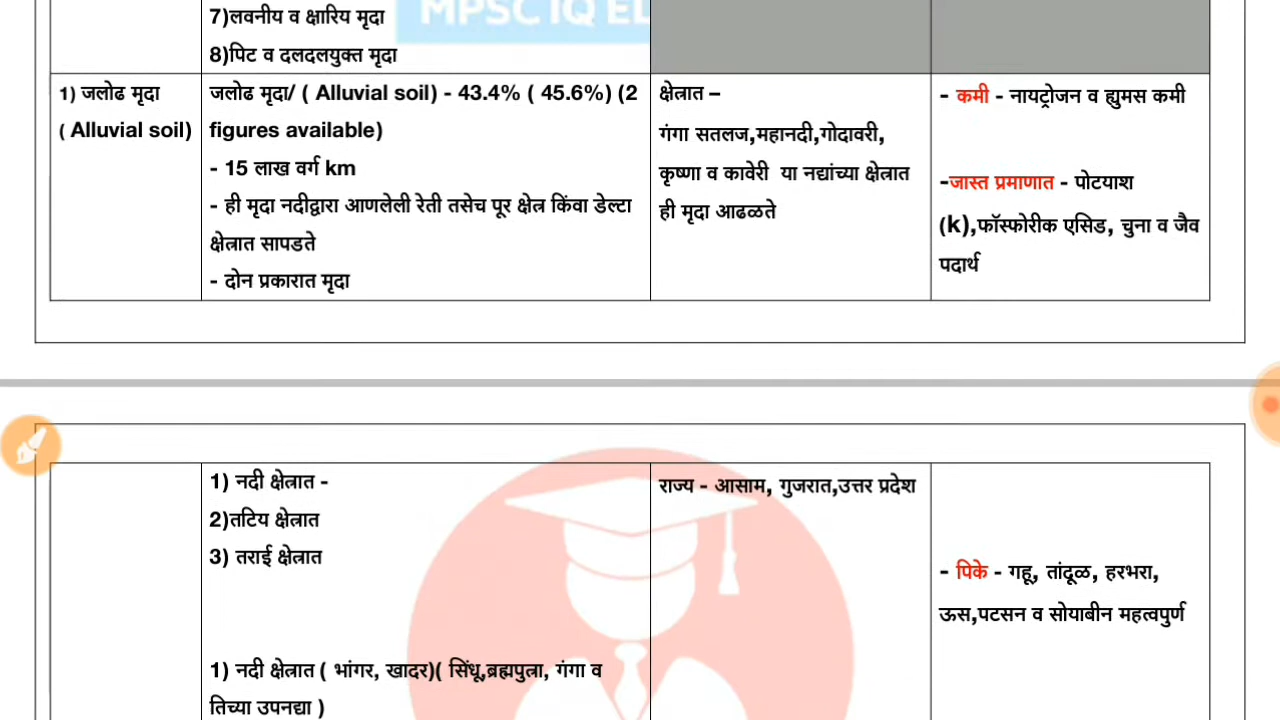 MPSC IQ EL
7)लवनीय व क्षारिय मृदा
8)पिट व दलदलयुक्त मृदा
1) जलोढ मृदा
( Alluvial soil)
जलोढ मृदा/ ( Alluvial soil) - 43.4% ( 45.6%) (2
figures available)
- 15 लाख वर्ग km
- ही मृदा नदीद्वारा आणलेली रेती तसेच पूर क्षेत्र किंवा डेल्टा
क्षेत्रात सापडते
- दोन प्रकारात मृदा
क्षेत्रात –
गंगा सतलज,महानदी,गोदावरी,
कृष्णा व कावेरी या नद्यांच्या क्षेत्रात
ही मृदा आढळते
- कमी - नायट्रोजन व ह्युमस कमी
-जास्त प्रमाणात - पोटयाश
(k),फॉस्फोरीक एसिड, चुना व जैव
पदार्थ
1) नदी क्षेत्रात -
2)तटिय क्षेत्रात
3) तराई क्षेत्रात
1) नदी क्षेत्रात ( भांगर, खादर)( सिंधू,ब्रह्मपुत्रा, गंगा व
तिच्या उपनद्या )
राज्य - आसाम, गुजरात,उत्तर प्रदेश
- पिके - गहू, तांदूळ, हरभरा,
ऊस,पटसन व सोयाबीन महत्वपुर्ण